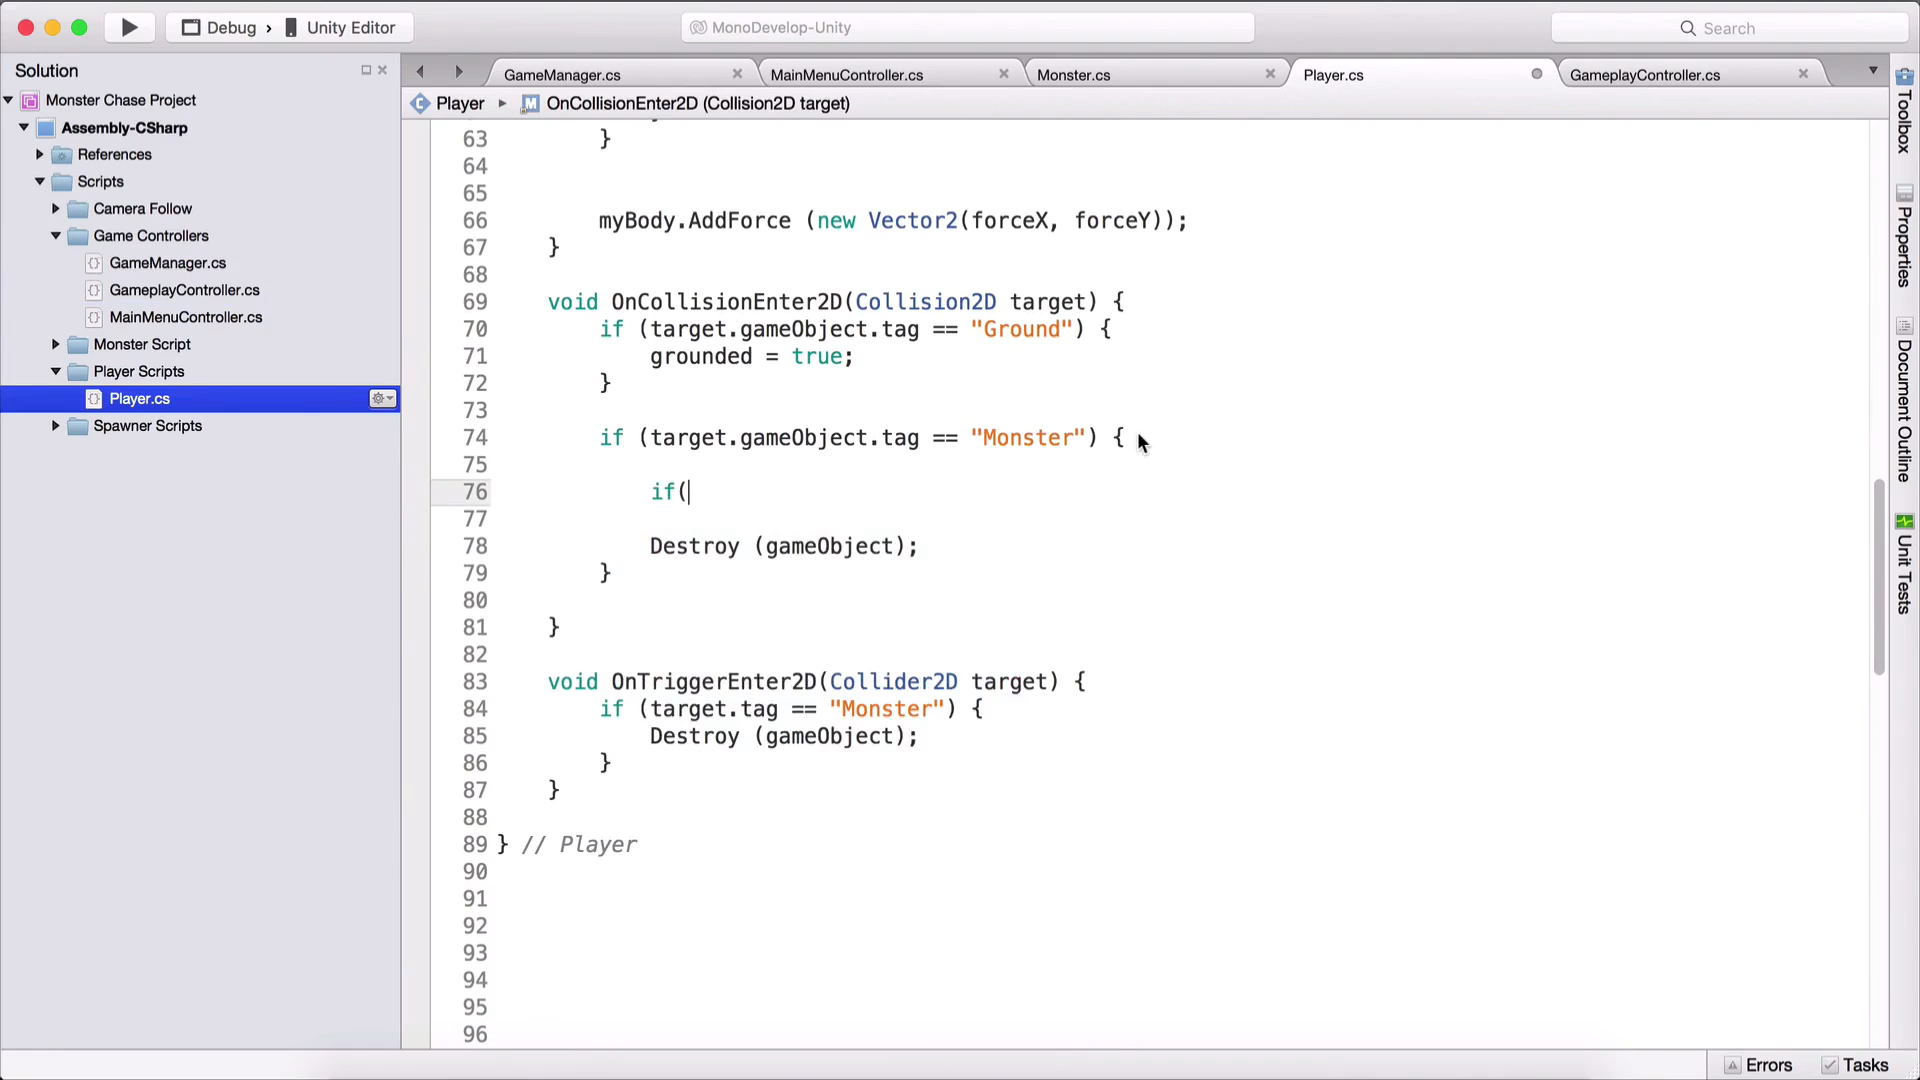 Debug > Unity Editor
MonoDevelop-Unity
Search
Solution
Monster Chase Project
Assembly-CSharp
References
Scripts
Camera Follow
Game Controllers
GameManager.cs
GameplayController.cs
MainMenuController.cs
Monster Script
Player Scripts
Player.cs
Spawner Scripts
GameManager.cs
MainMenuController.cs
Monster.cs
Player.cs
GameplayController.cs
Player ▸ M OnCollisionEnter2D (Collision2D target)
63 }
64
65
66 myBody.AddForce (new Vector2(forceX, forceY));
67 }
68
69 void OnCollisionEnter2D(Collision2D target) {
70 if (target.gameObject.tag == "Ground") {
71 grounded = true;
72 }
73
74 if (target.gameObject.tag == "Monster") {
75
76 if(
77
78 Destroy (gameObject);
79 }
80
81 }
82
83 void OnTriggerEnter2D(Collider2D target) {
84 if (target.tag == "Monster") {
85 Destroy (gameObject);
86 }
87 }
88
89 } // Player
90
91
92
93
94
95
96
Toolbox
Properties
Document Outline
Unit Tests
Errors
Tasks